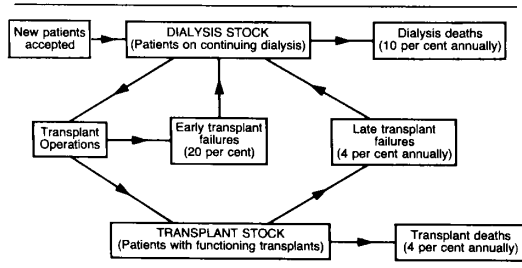 New patients
accepted
DIALYSIS STOCK
(Patients on continuing dialysis)
Dialysis deaths
(10 per cent annually)
Transplant
Operations
Early transplant
failures
(20 per cent)
Late transplant
failures
(4 per cent annually)
TRANSPLANT STOCK
(Patients with functioning transplants)
Transplant deaths
(4 per cent annually)